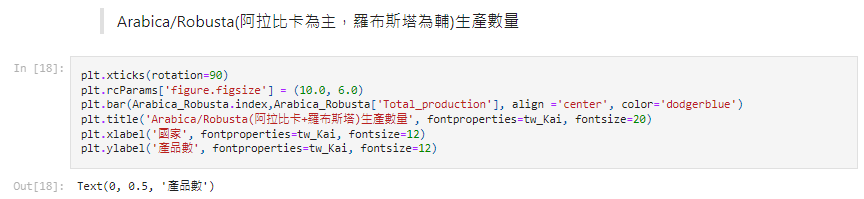 Arabica/Robusta(阿拉比卡為主，羅布斯塔為輔)生產數量
In [18]:
plt.xticks(rotation=90)
plt.rcParams['figure.figsize'] = (10.0, 6.0)
plt.bar(Arabica_Robusta.index,Arabica_Robusta['Total_production'], align ='center', color='dodgerblue')
plt.title('Arabica/Robusta(阿拉比卡+羅布斯塔)生產數量', fontproperties=tw_Kai, fontsize=20)
plt.xlabel('國家', fontproperties=tw_Kai, fontsize=12)
plt.ylabel('產品數', fontproperties=tw_Kai, fontsize=12)
Out[18]: Text(0, 0.5, '產品數')